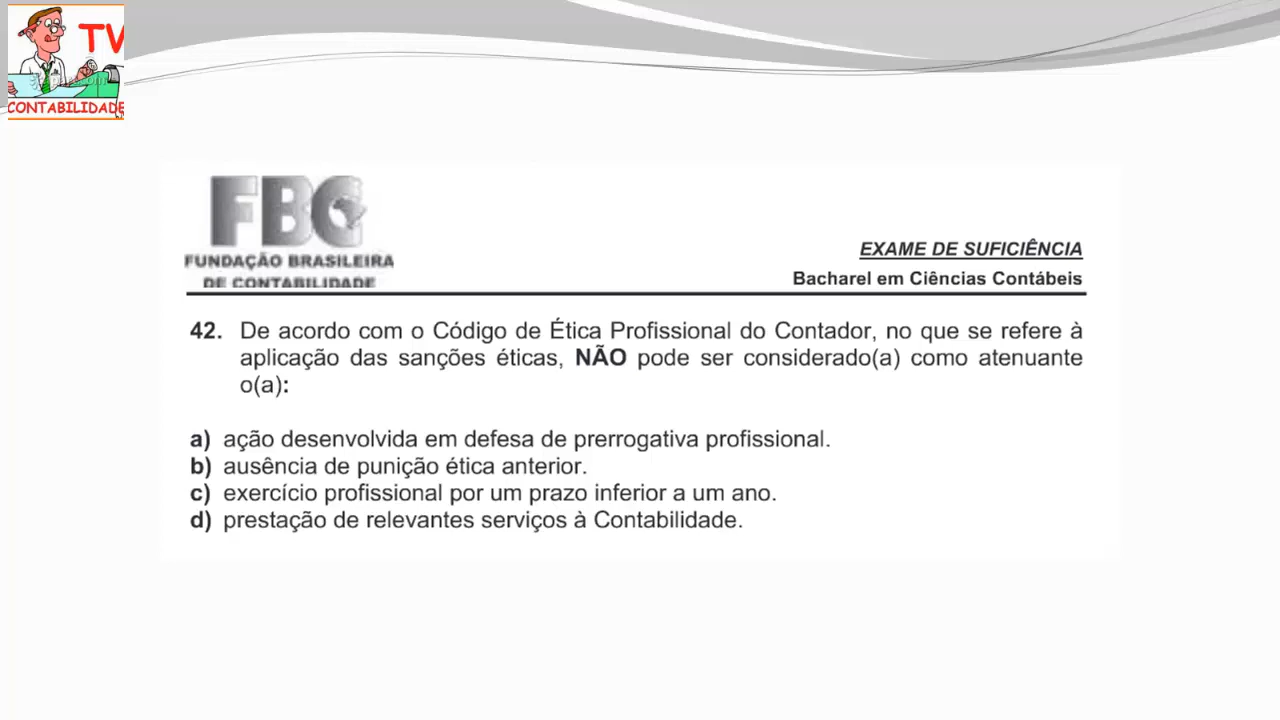 TV
CONTABILIDADE
FBC
FUNDAÇÃO BRASILEIRA
DE CONTABILIDADE
EXAME DE SUFICIÊNCIA
Bacharel em Ciências Contábeis
42. De acordo com o Código de Ética Profissional do Contador, no que se refere à
aplicação das sanções éticas, NÃO pode ser considerado(a) como atenuante
o(a):
a) ação desenvolvida em defesa de prerrogativa profissional.
b) ausência de punição ética anterior.
c) exercício profissional por um prazo inferior a um ano.
d) prestação de relevantes serviços à Contabilidade.